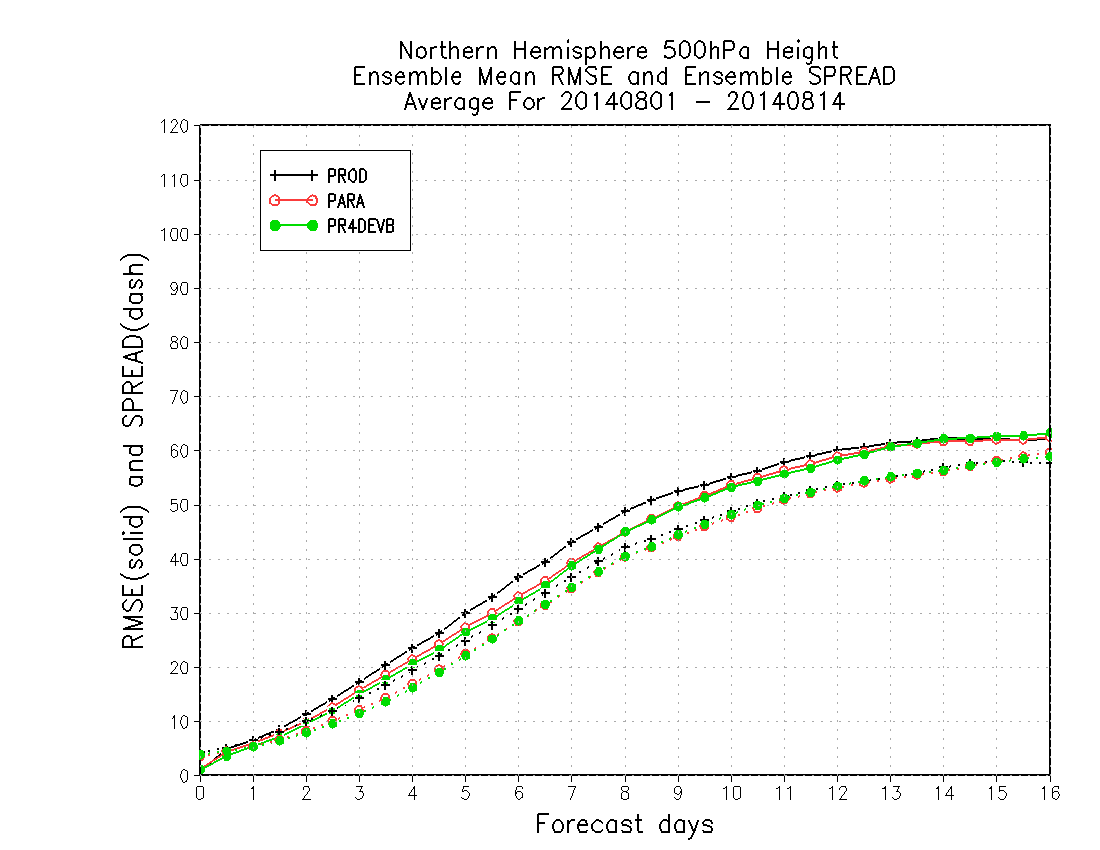 Northern Hemisphere 500hPa Height
Ensemble Mean RMSE and Ensemble SPREAD
Average For 20140801 - 20140814
RMSE(solid) and SPREAD(dash)
120
110
100
90
80
70
60
50
40
30
20
10
0
PROD
PARA
PR4DEVB
0 1 2 3 4 5 6 7 8 9 10 11 12 13 14 15 16
Forecast days